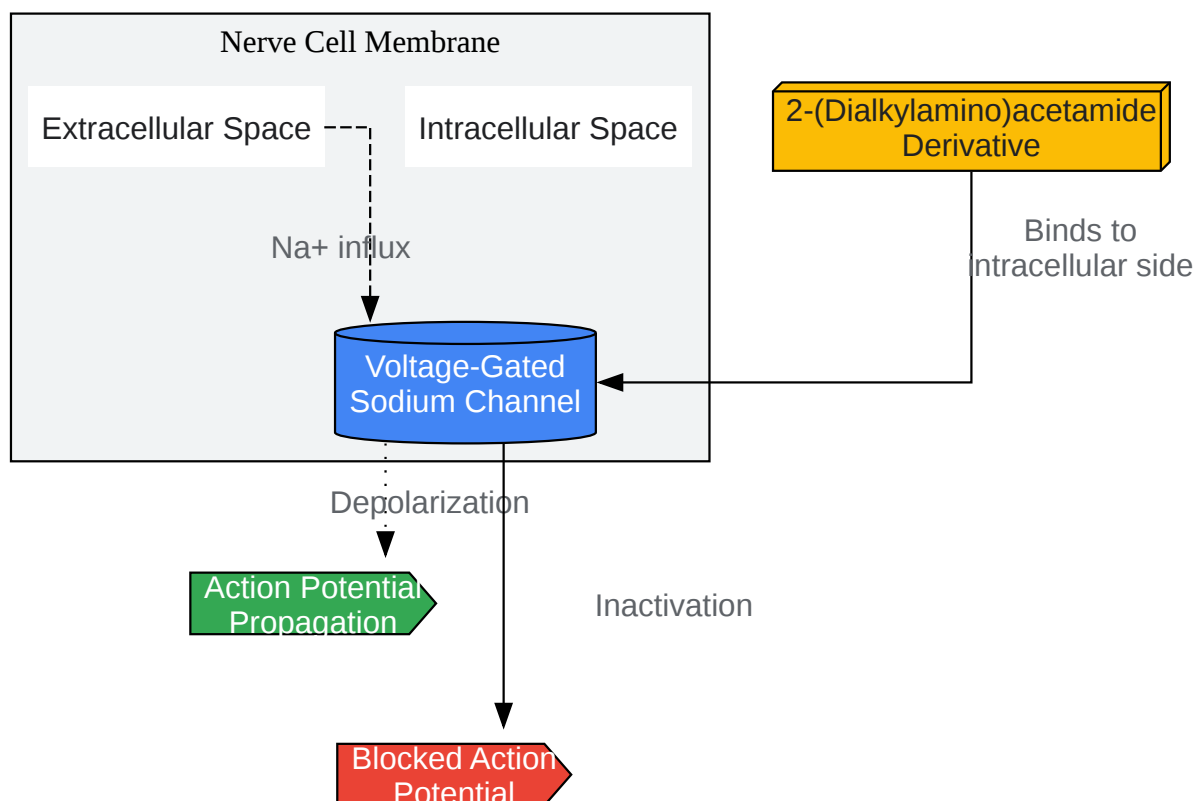 Nerve Cell Membrane
Extracellular Space
Intracellular Space
2-(Dialkylamino)acetamide
Derivative
Binds to
intracellular side
Na+ influx
Voltage-Gated
Sodium Channel
Depolarization
Action Potential
Propagation
Inactivation
Blocked Action
Potential